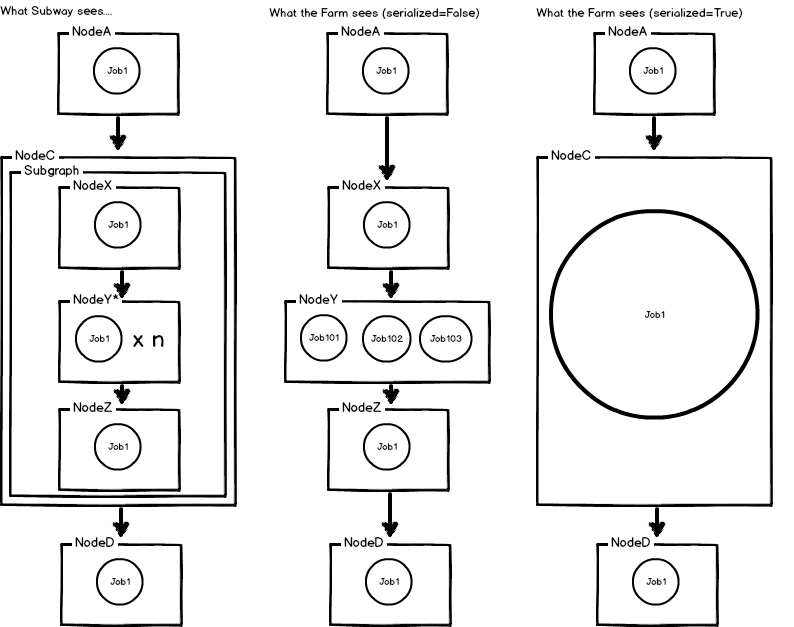 What Subway sees....
NodeA
Job1
NodeC
Subgraph
NodeX
Job1
NodeY*
Job1 x n
NodeZ
Job1
NodeD
Job1
What the Farm sees (serialized=False)
NodeA
Job1
NodeX
Job1
NodeY
Job101 Job102 Job103
NodeZ
Job1
NodeD
Job1
What the Farm sees (serialized=True)
NodeA
Job1
NodeC
Job1
NodeD
Job1